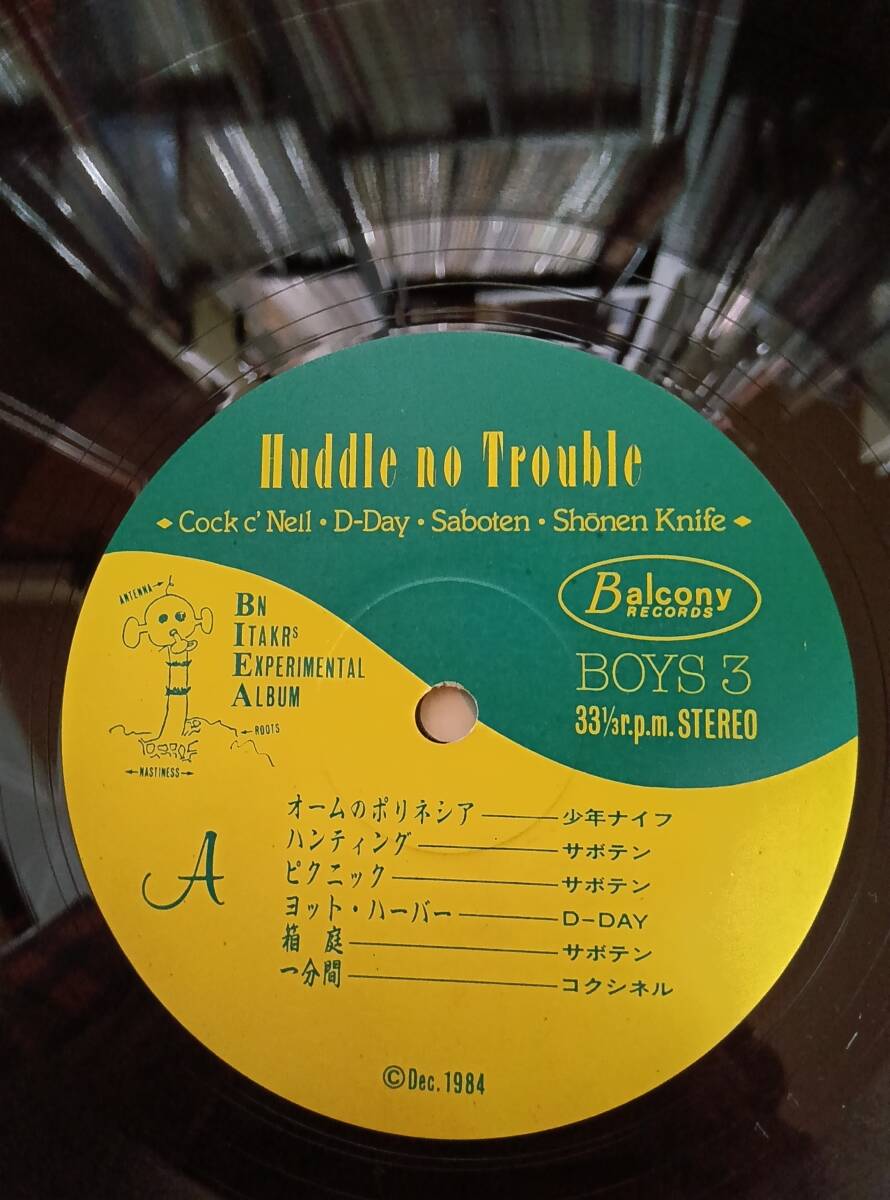 Huddle no Trouble
Cock c' Nell・D-Day・Saboten・Shōnen Knife
Balcony
RECORDS
BOYS 3
33⅓r.p.m. STEREO
ANTENNA→
←ROOTS
←NASTINESS→
BN
ITAKRs
EXPERIMENTAL
ALBUM
A
オームのポリネシア――少年ナイフ
ハンティング――サボテン
ピクニック――サボテン
ヨット・ハーバー――D-DAY
箱 庭――サボテン
一分間――コクシネル
©Dec. 1984